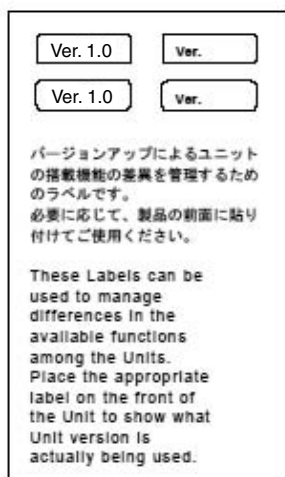 Ver. 1.0
Ver.
Ver. 1.0
Ver.
バージョンアップによるユニット
の搭載機能の差異を管理するため
のラベルです。
必要に応じて、製品の前面に貼り
付けてご使用ください。
These Labels can be
used to manage
differences in the
available functions
among the Units.
Place the appropriate
label on the front of
the Unit to show what
Unit version is
actually being used.